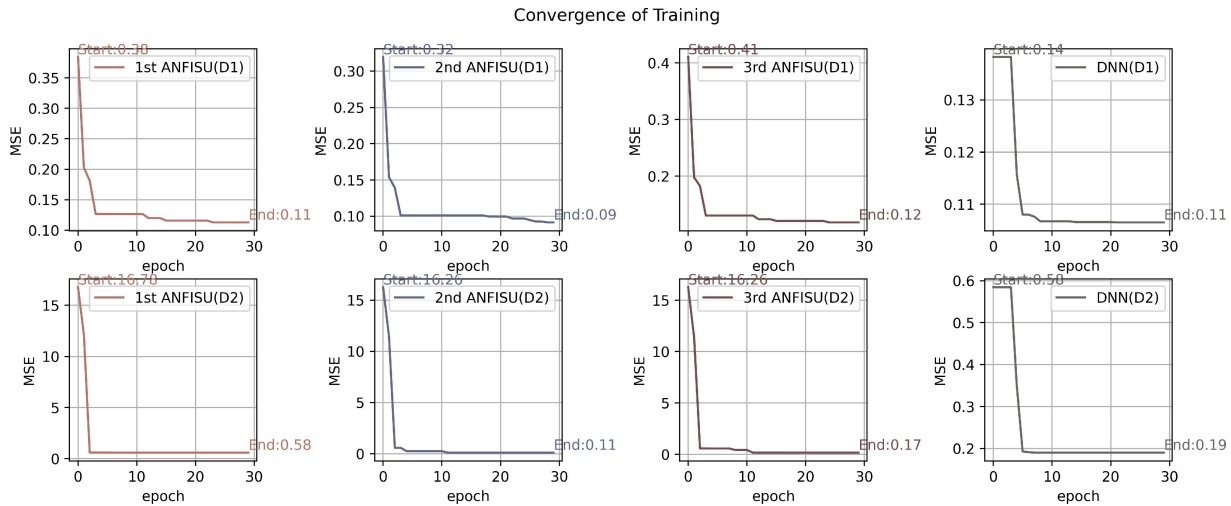 Convergence of Training
Start:0.38
1st ANFISU(D1)
0.35
0.30
0.25
0.20
0.15
0.10
MSE
End:0.11
0 10 20 30
epoch
Start:0.32
2nd ANFISU(D1)
0.30
0.25
0.20
0.15
0.10
MSE
End:0.09
0 10 20 30
epoch
Start:0.41
3rd ANFISU(D1)
0.4
0.3
0.2
MSE
End:0.12
0 10 20 30
epoch
Start:0.14
DNN(D1)
0.13
0.12
0.11
MSE
End:0.11
0 10 20 30
epoch
Start:16.78
1st ANFISU(D2)
15
10
5
0
MSE
End:0.58
0 10 20 30
epoch
Start:16.26
2nd ANFISU(D2)
15
10
5
0
MSE
End:0.11
0 10 20 30
epoch
Start:16.26
3rd ANFISU(D2)
15
10
5
0
MSE
End:0.17
0 10 20 30
epoch
Start:0.58
DNN(D2)
0.6
0.5
0.4
0.3
0.2
MSE
End:0.19
0 10 20 30
epoch